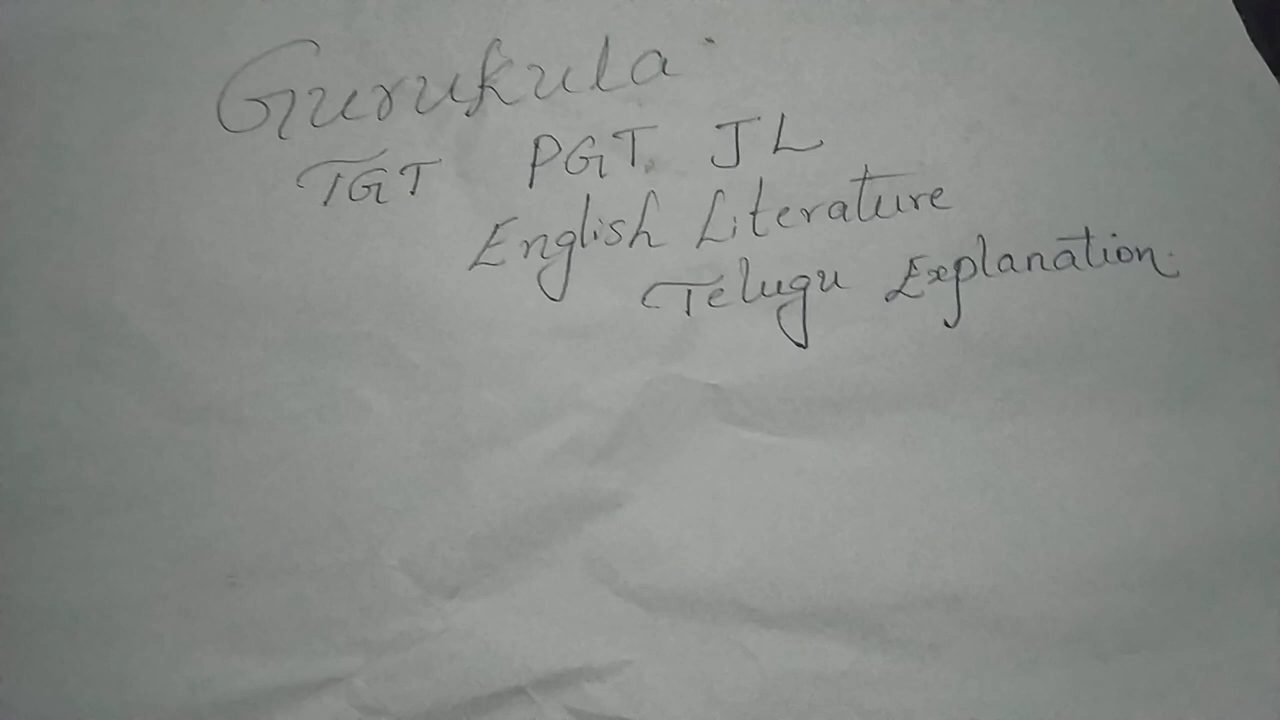 Gurukula
TGT PGT JL
English Literature
Telugu Explanation.